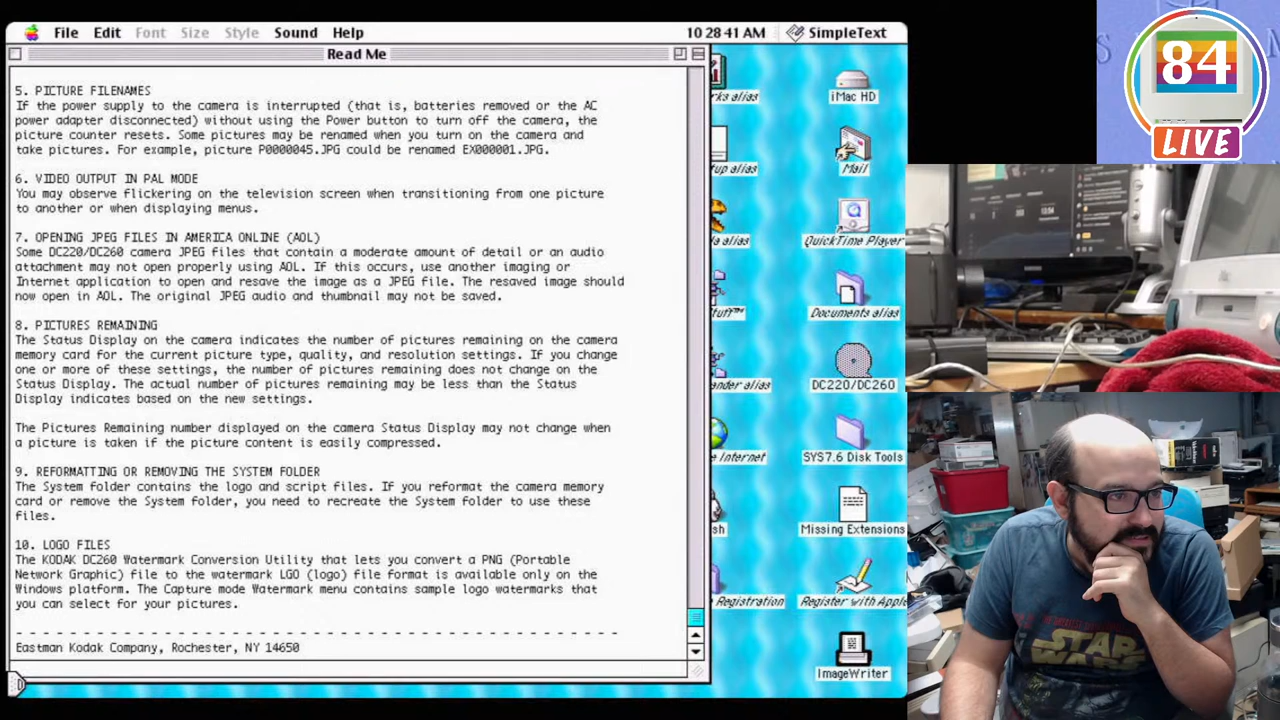 File Edit Font Size Style Sound Help 10:28:41 AM SimpleText
Read Me
5. PICTURE FILENAMES
If the power supply to the camera is interrupted (that is, batteries removed or the AC
power adapter disconnected) without using the Power button to turn off the camera, the
picture counter resets. Some pictures may be renamed when you turn on the camera and
take pictures. For example, picture P0000045.JPG could be renamed EX000001.JPG.
6. VIDEO OUTPUT IN PAL MODE
You may observe flickering on the television screen when transitioning from one picture
to another or when displaying menus.
7. OPENING JPEG FILES IN AMERICA ONLINE (AOL)
Some DC220/DC260 camera JPEG files that contain a moderate amount of detail or an audio
attachment may not open properly using AOL. If this occurs, use another imaging or
Internet application to open and resave the image as a JPEG file. The resaved image should
now open in AOL. The original JPEG audio and thumbnail may not be saved.
8. PICTURES REMAINING
The Status Display on the camera indicates the number of pictures remaining on the camera
memory card for the current picture type, quality, and resolution settings. If you change
one or more of these settings, the number of pictures remaining does not change on the
Status Display. The actual number of pictures remaining may be less than the Status
Display indicates based on the new settings.
The Pictures Remaining number displayed on the camera Status Display may not change when
a picture is taken if the picture content is easily compressed.
9. REFORMATTING OR REMOVING THE SYSTEM FOLDER
The System folder contains the logo and script files. If you reformat the camera memory
card or remove the System folder, you need to recreate the System folder to use these
files.
10. LOGO FILES
The KODAK DC260 Watermark Conversion Utility that lets you convert a PNG (Portable
Network Graphic) file to the watermark LGO (logo) file format is available only on the
Windows platform. The Capture mode Watermark menu contains sample logo watermarks that
you can select for your pictures.
- - - - - - - - - - - - - - - - - - - - - - - - - - - - - - - - - - - - - - - - - - - -
Eastman Kodak Company, Rochester, NY 14650
rks alias
iMac HD
tup alias
Mail
la alias
QuickTime Player
tuff™
Documents alias
ander alias
DC220/DC260
e Internet
SYS7.6 Disk Tools
sh
Missing Extensions
e Registration
Register with Apple
ImageWriter
84
LIVE
STAR
WARS